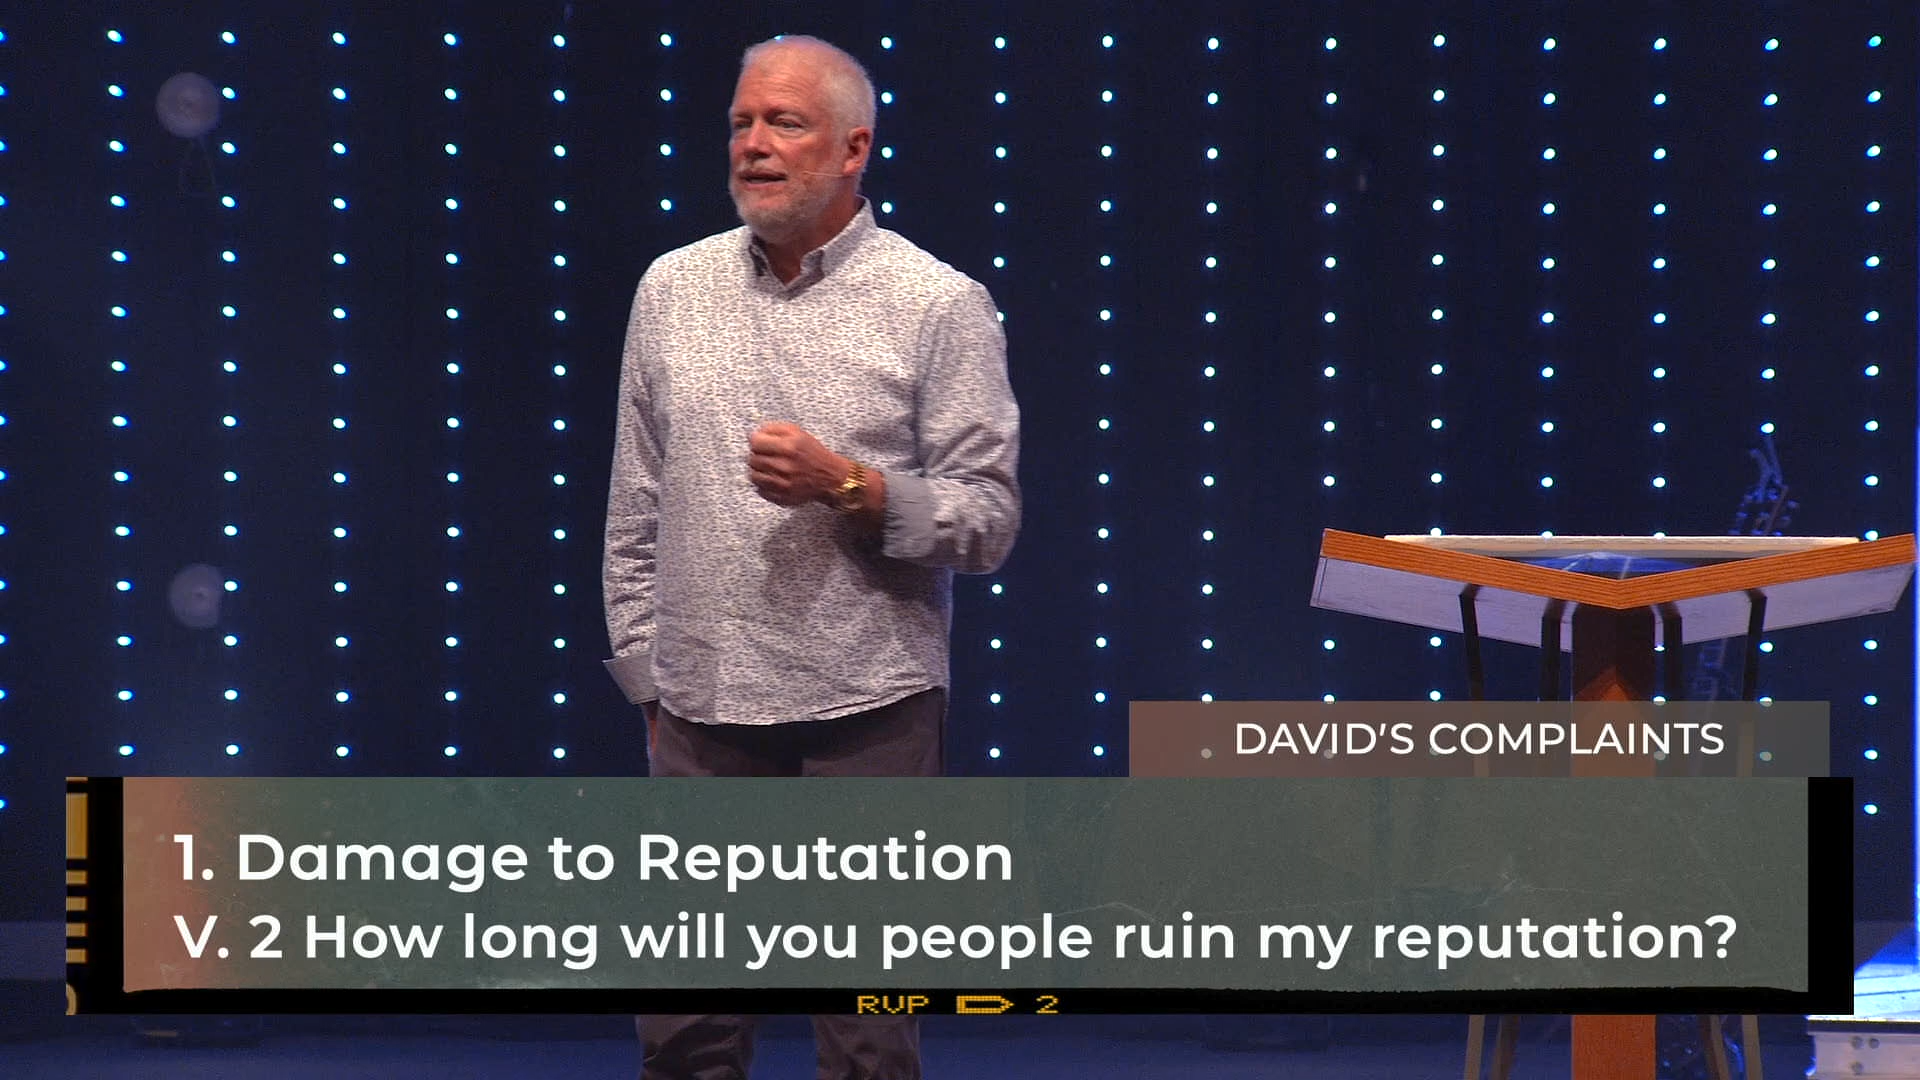 DAVID'S COMPLAINTS
1. Damage to Reputation
V. 2 How long will you people ruin my reputation?
RVP 2